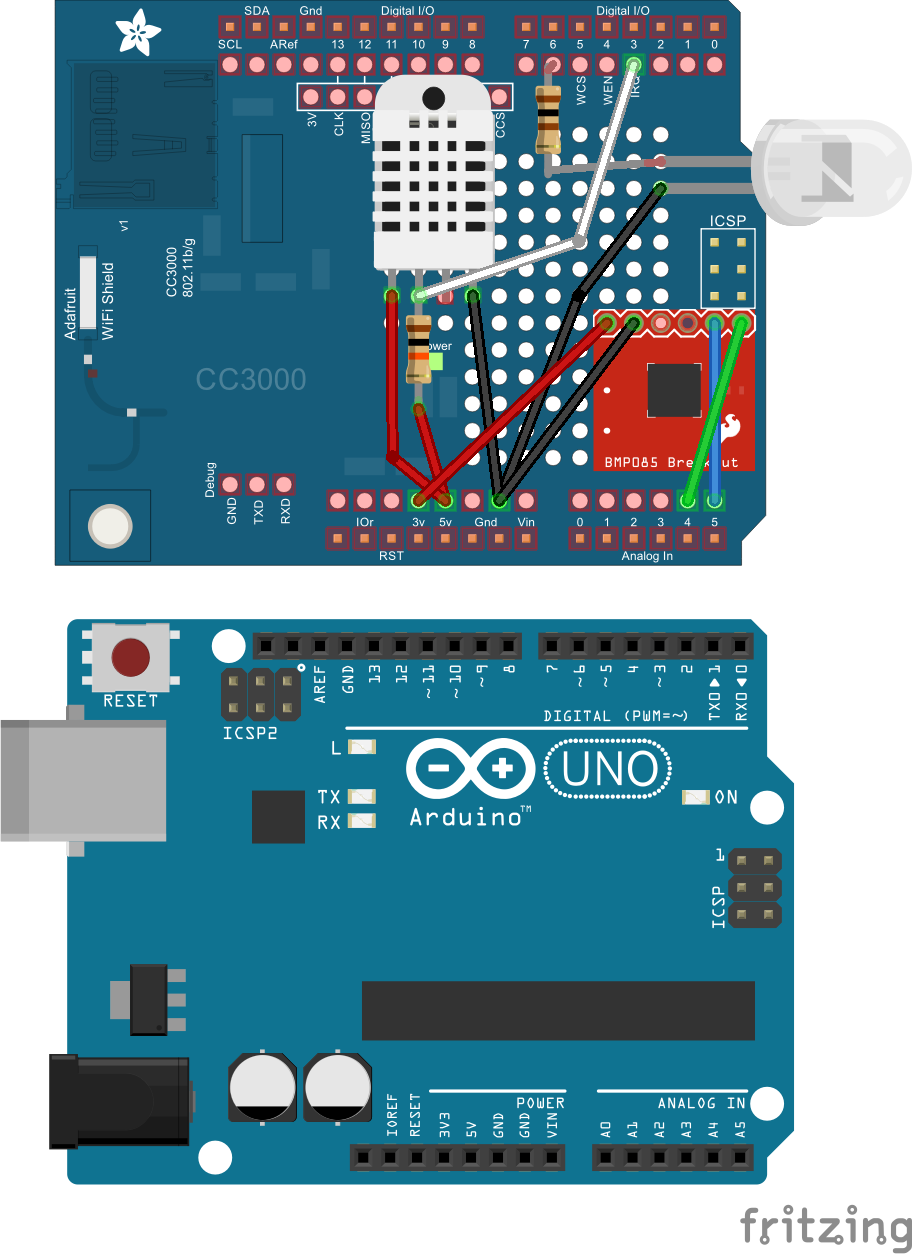 SDA Gnd Digital I/O Digital I/O
SCL ARef 13 12 11 10 9 8 7 6 5 4 3 2 1 0
3V CLK MISO CCS WCS WEN IRQ
v1
CC3000
802.11b/g
ICSP
Adafruit
WiFi Shield
CC3000
BMP085 Breakout
Debug
GND TXD RXD
IOr 3v 5v Gnd Vin 0 1 2 3 4 5
RST Analog In
RESET
ICSP2
AREF GND 13 12 ~11 ~10 ~9 8 7 ~6 ~5 4 ~3 2 TX0 1 RX0 0
DIGITAL (PWM=~)
L
TX
RX
UNO
Arduino™
ON
1
ICSP
POWER ANALOG IN
IOREF RESET 3V3 5V GND GND VIN A0 A1 A2 A3 A4 A5
fritzing